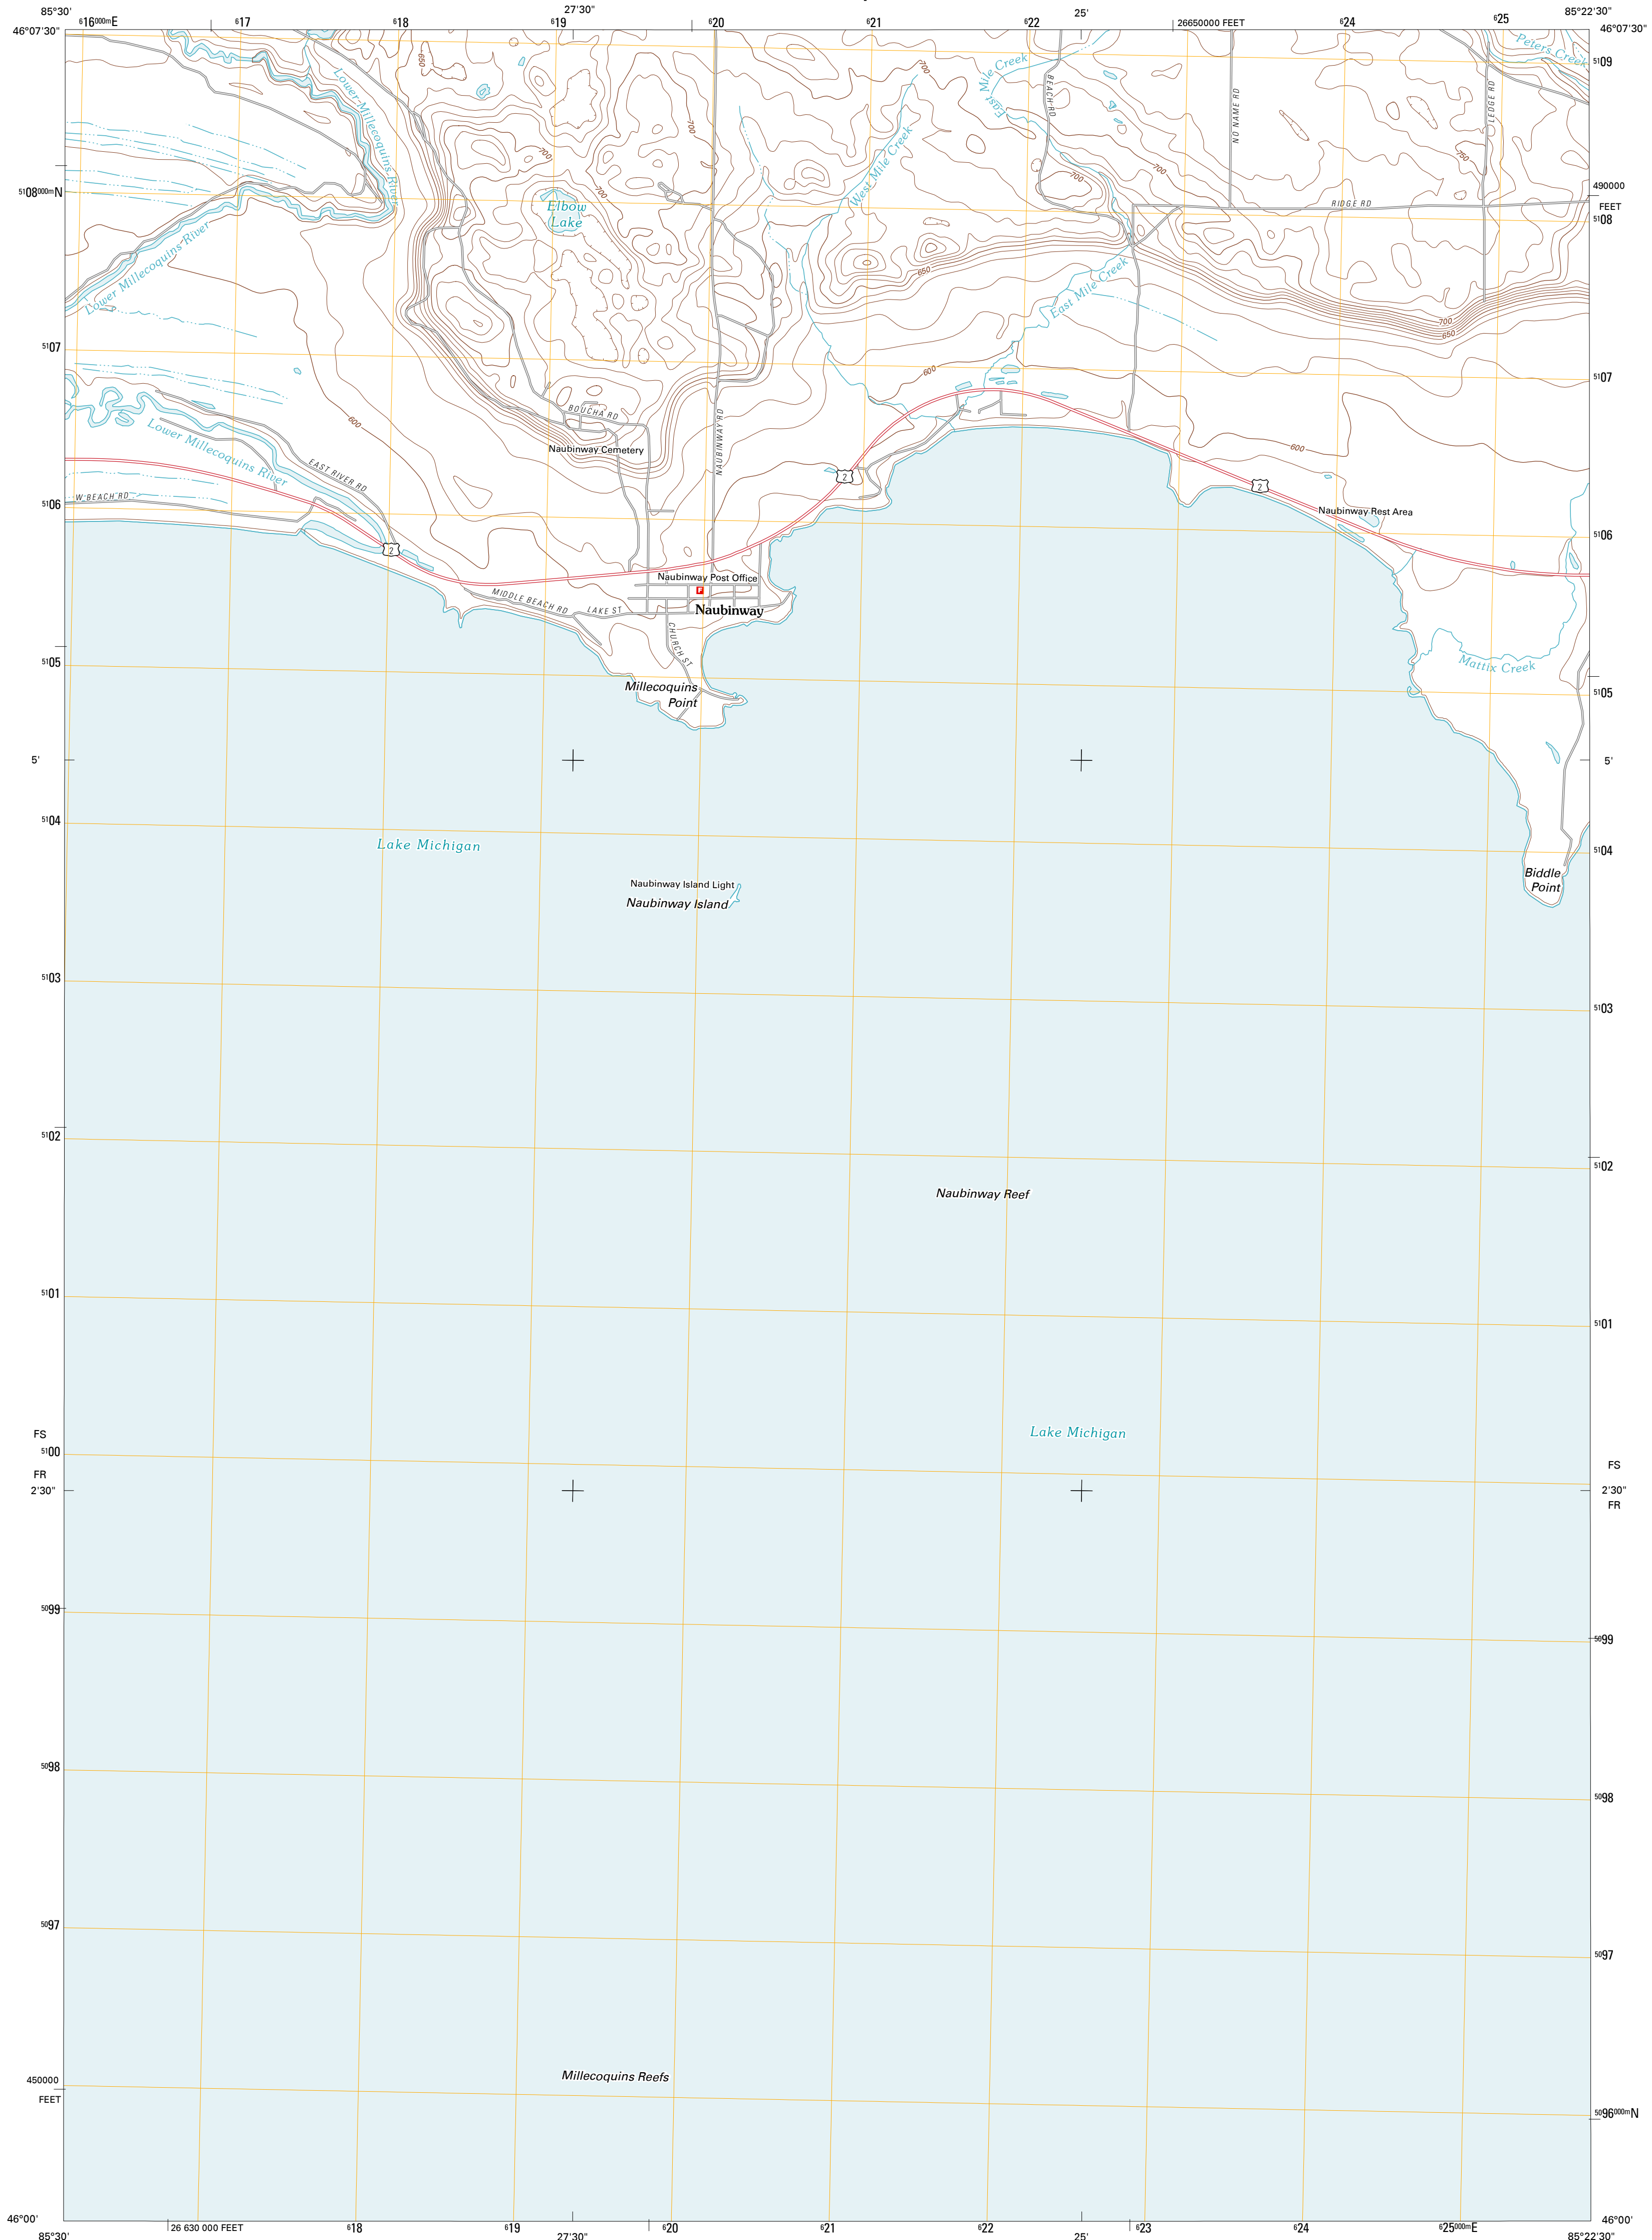 85°30'
⁶16⁰⁰⁰ᵐE
⁶17
⁶18
⁶19
27'30"
⁶20
⁶21
⁶22
25'
26650000 FEET
⁶24
⁶25
85°22'30"
46°07'30"
46°07'30"
Peters Creek
⁵¹09
650
700
Mile Creek
East
BEACH RD
NO NAME RD
LEDGE RD
Lower Millecoquins River
700
700
700
750
West Mile Creek
700
700
⁵¹08⁰⁰⁰ᵐN
490000
FEET
⁵¹08
RIDGE RD
Elbow
Lake
Lower Millecoquins River
650
East Mile Creek
700
650
⁵¹07
⁵¹07
600
BOUCHA RD
NAUBINWAY RD
600
Naubinway Cemetery
600
Lower Millecoquins River
EAST RIVER RD
2
2
W BEACH RD
⁵¹06
Naubinway Rest Area
⁵¹06
2
Naubinway Post Office
F
MIDDLE BEACH RD
LAKE ST
Naubinway
CHURCH ST
⁵¹05
Mattix Creek
Millecoquins
Point
⁵¹05
5'
5'
⁵¹04
Lake Michigan
⁵¹04
Naubinway Island Light
Naubinway Island
Biddle
Point
⁵¹03
⁵¹03
⁵¹02
⁵¹02
Naubinway Reef
⁵¹01
⁵¹01
Lake Michigan
FS
⁵¹00
FR
2'30"
FS
2'30"
FR
⁵⁰99
⁵⁰99
⁵⁰98
⁵⁰98
⁵⁰97
⁵⁰97
Millecoquins Reefs
450000
FEET
⁵⁰96⁰⁰⁰ᵐN
46°00'
46°00'
85°30'
26 630 000 FEET
⁶18
⁶19
27'30"
⁶20
⁶21
⁶22
25'
⁶23
⁶24
⁶25⁰⁰⁰ᵐE
85°22'30"